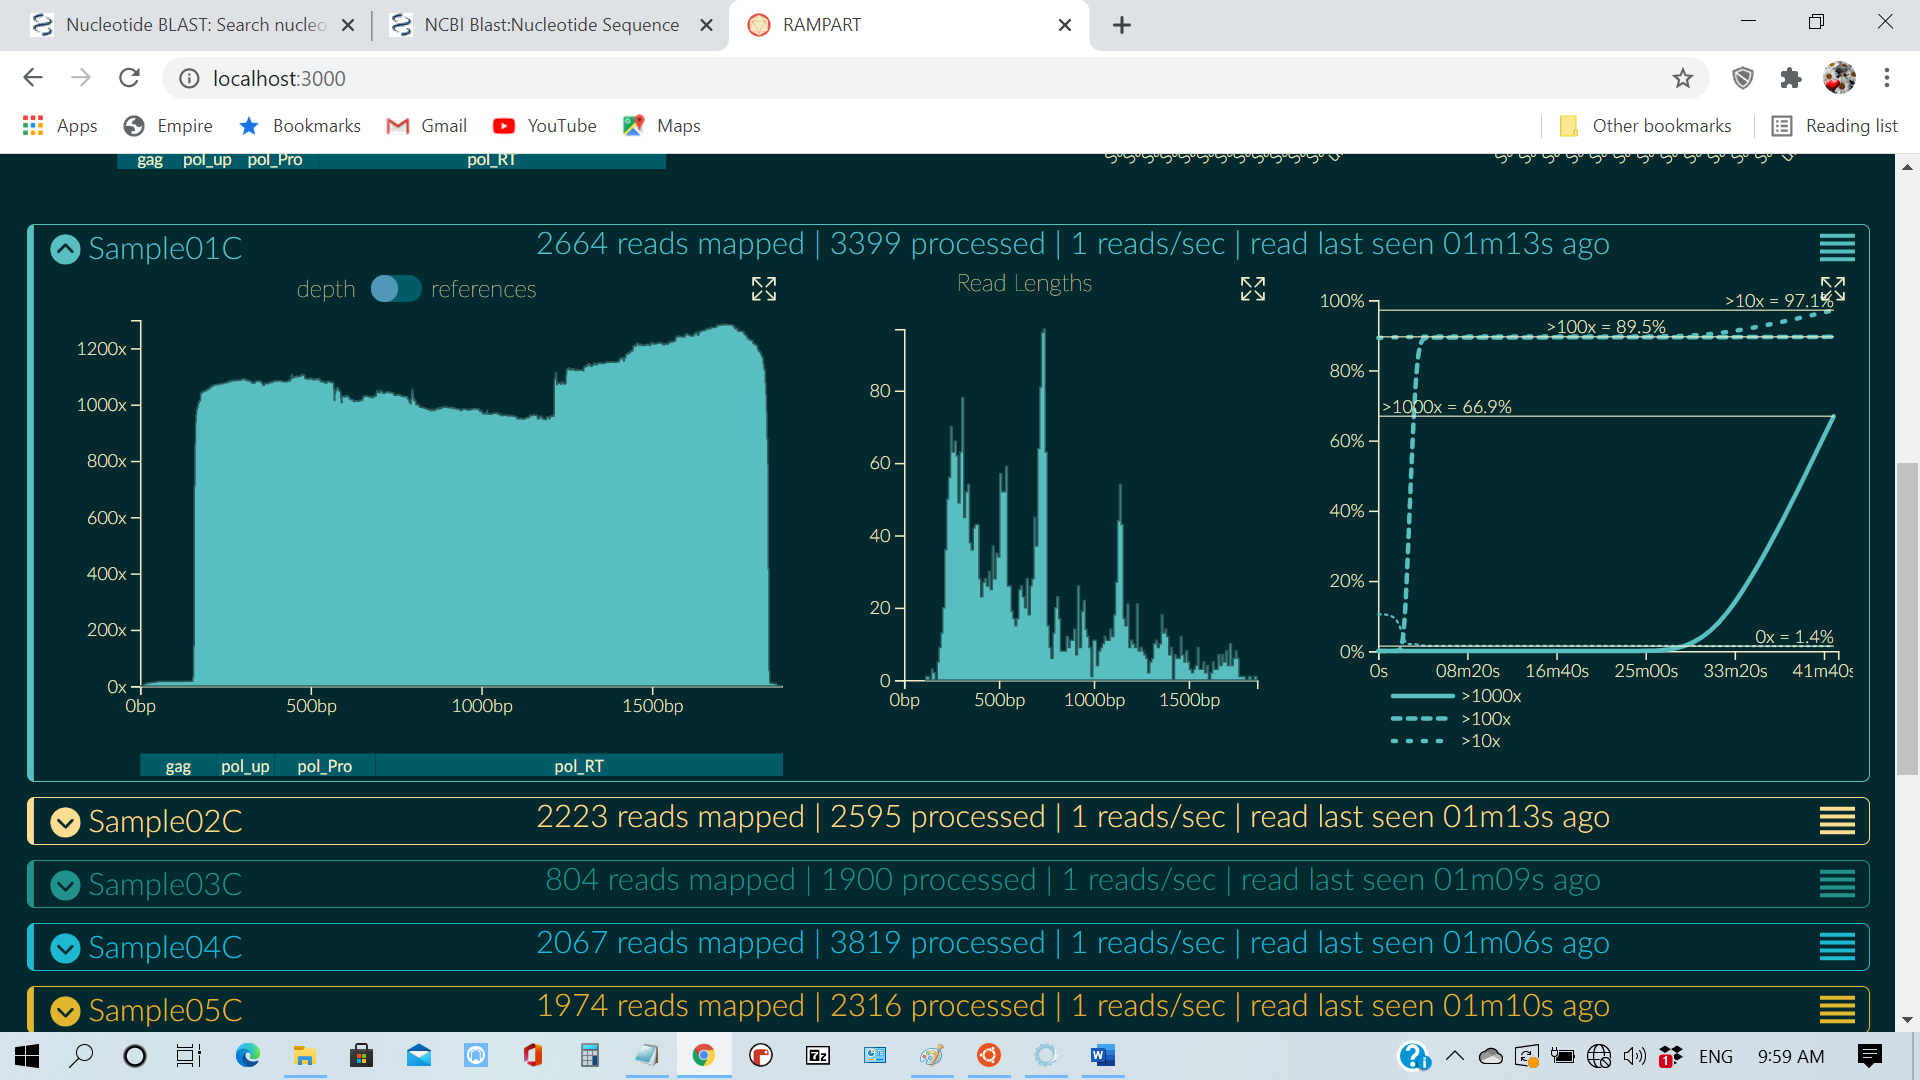 Nucleotide BLAST: Search nucleo
NCBI Blast:Nucleotide Sequence
RAMPART
localhost:3000
Apps
Empire
Bookmarks
Gmail
YouTube
Maps
Other bookmarks
Reading list
gag pol_up pol_Pro pol_RT
Sample01C
2664 reads mapped | 3399 processed | 1 reads/sec | read last seen 01m13s ago
depth references
1200x
1000x
800x
600x
400x
200x
0x
0bp 500bp 1000bp 1500bp
gag pol_up pol_Pro pol_RT
Read Lengths
80
60
40
20
0
0bp 500bp 1000bp 1500bp
100%
80%
60%
40%
20%
0%
>10x = 97.1%
>100x = 89.5%
>1000x = 66.9%
0x = 1.4%
0s 08m20s 16m40s 25m00s 33m20s 41m40s
>1000x
>100x
>10x
Sample02C
2223 reads mapped | 2595 processed | 1 reads/sec | read last seen 01m13s ago
Sample03C
804 reads mapped | 1900 processed | 1 reads/sec | read last seen 01m09s ago
Sample04C
2067 reads mapped | 3819 processed | 1 reads/sec | read last seen 01m06s ago
Sample05C
1974 reads mapped | 2316 processed | 1 reads/sec | read last seen 01m10s ago
7z
W
1
ENG
9:59 AM